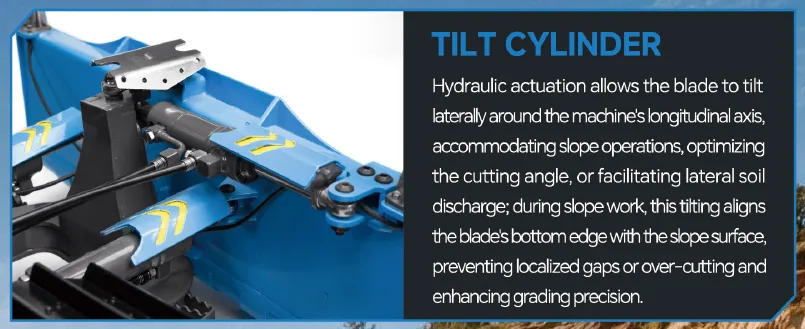 TILT CYLINDER
Hydraulic actuation allows the blade to tilt
laterally around the machine's longitudinal axis,
accommodating slope operations, optimizing
the cutting angle, or facilitating lateral soil
discharge; during slope work, this tilting aligns
the blade's bottom edge with the slope surface,
preventing localized gaps or over-cutting and
enhancing grading precision.